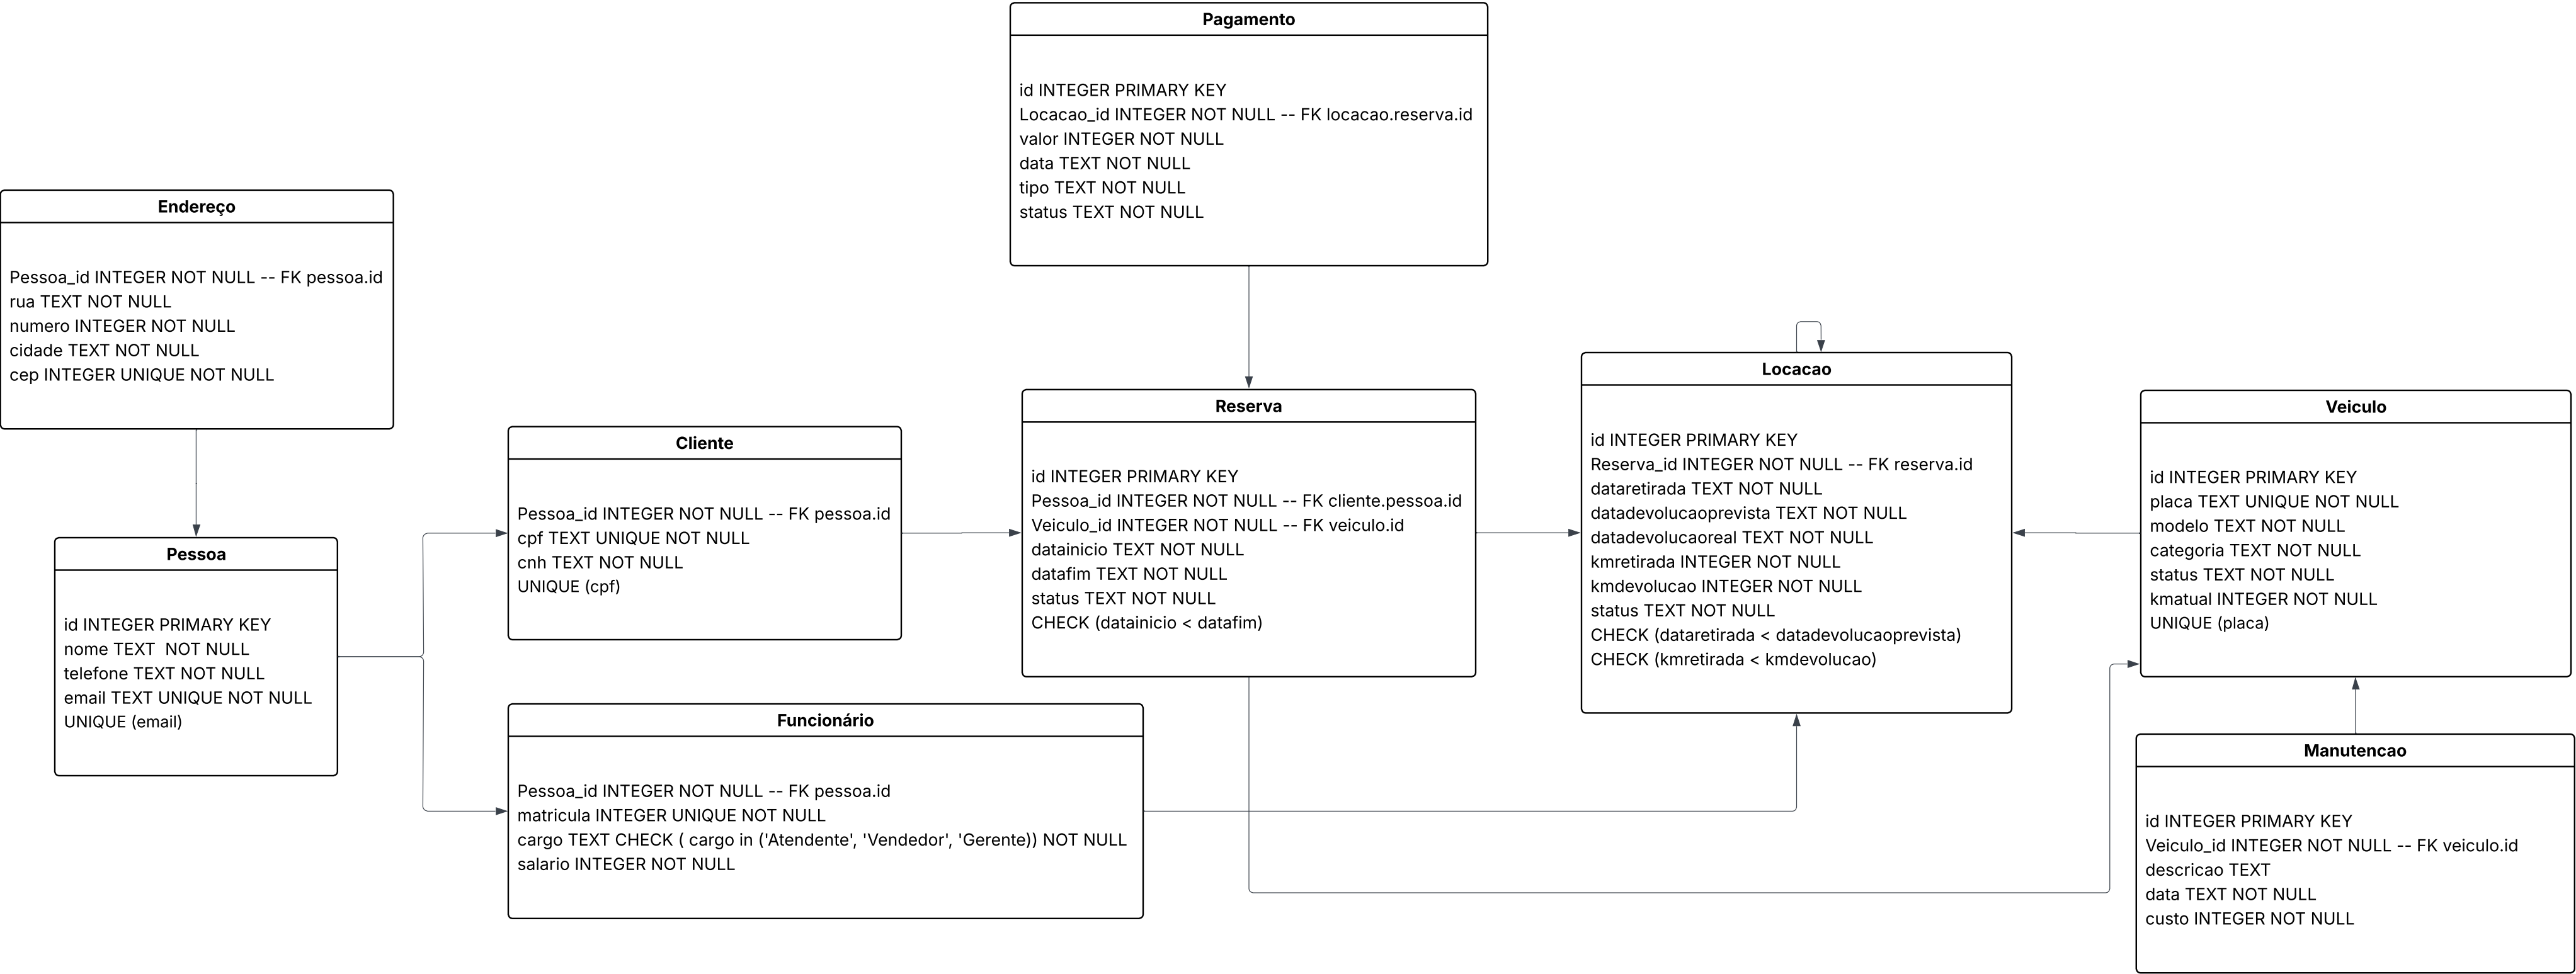 Pagamento
id INTEGER PRIMARY KEY
Locacao_id INTEGER NOT NULL -- FK locacao.reserva.id
valor INTEGER NOT NULL
data TEXT NOT NULL
tipo TEXT NOT NULL
status TEXT NOT NULL
Endereço
Pessoa_id INTEGER NOT NULL -- FK pessoa.id
rua TEXT NOT NULL
numero INTEGER NOT NULL
cidade TEXT NOT NULL
cep INTEGER UNIQUE NOT NULL
Pessoa
id INTEGER PRIMARY KEY
nome TEXT  NOT NULL
telefone TEXT NOT NULL
email TEXT UNIQUE NOT NULL
UNIQUE (email)
Cliente
Pessoa_id INTEGER NOT NULL -- FK pessoa.id
cpf TEXT UNIQUE NOT NULL
cnh TEXT NOT NULL
UNIQUE (cpf)
Funcionário
Pessoa_id INTEGER NOT NULL -- FK pessoa.id
matricula INTEGER UNIQUE NOT NULL
cargo TEXT CHECK ( cargo in ('Atendente', 'Vendedor', 'Gerente)) NOT NULL
salario INTEGER NOT NULL
Reserva
id INTEGER PRIMARY KEY
Pessoa_id INTEGER NOT NULL -- FK cliente.pessoa.id
Veiculo_id INTEGER NOT NULL -- FK veiculo.id
datainicio TEXT NOT NULL
datafim TEXT NOT NULL
status TEXT NOT NULL
CHECK (datainicio < datafim)
Locacao
id INTEGER PRIMARY KEY
Reserva_id INTEGER NOT NULL -- FK reserva.id
dataretirada TEXT NOT NULL
datadevolucaoprevista TEXT NOT NULL
datadevolucaoreal TEXT NOT NULL
kmretirada INTEGER NOT NULL
kmdevolucao INTEGER NOT NULL
status TEXT NOT NULL
CHECK (dataretirada < datadevolucaoprevista)
CHECK (kmretirada < kmdevolucao)
Veiculo
id INTEGER PRIMARY KEY
placa TEXT UNIQUE NOT NULL
modelo TEXT NOT NULL
categoria TEXT NOT NULL
status TEXT NOT NULL
kmatual INTEGER NOT NULL
UNIQUE (placa)
Manutencao
id INTEGER PRIMARY KEY
Veiculo_id INTEGER NOT NULL -- FK veiculo.id
descricao TEXT
data TEXT NOT NULL
custo INTEGER NOT NULL